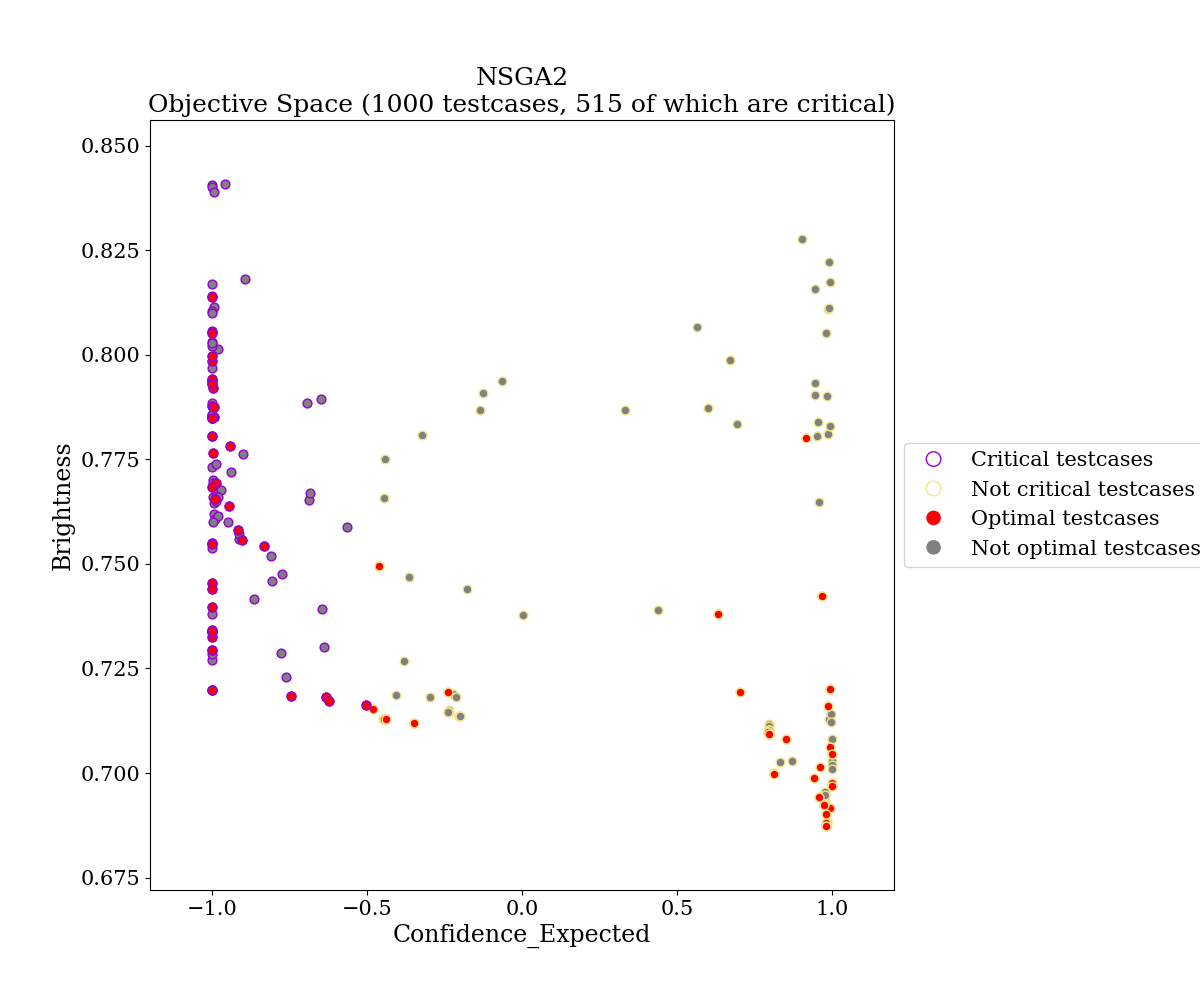 NSGA2
Objective Space (1000 testcases, 515 of which are critical)
0.850
0.825
0.800
0.775
0.750
0.725
0.700
0.675
Brightness
−1.0
−0.5
0.0
0.5
1.0
Confidence_Expected
Critical testcases
Not critical testcases
Optimal testcases
Not optimal testcases